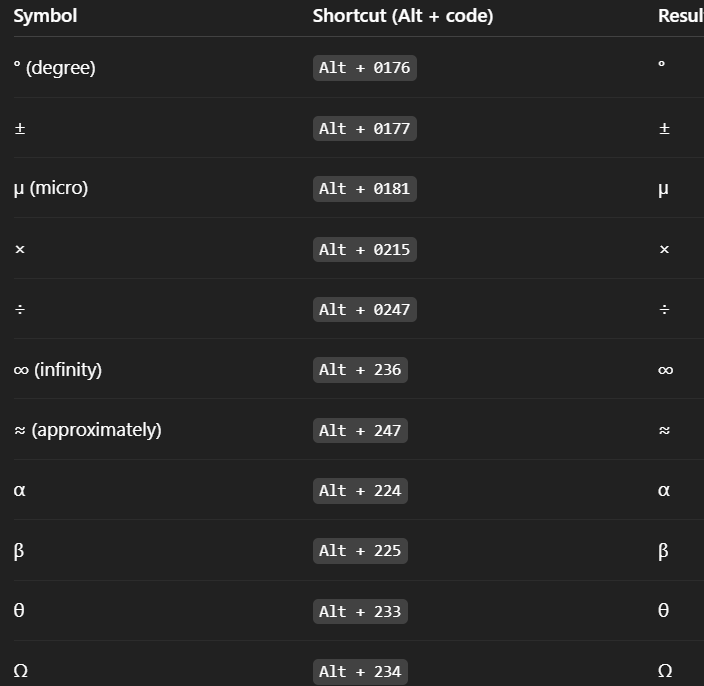 Symbol Shortcut (Alt + code) Resul
° (degree) Alt + 0176 °
± Alt + 0177 ±
µ (micro) Alt + 0181 µ
× Alt + 0215 ×
÷ Alt + 0247 ÷
∞ (infinity) Alt + 236 ∞
≈ (approximately) Alt + 247 ≈
α Alt + 224 α
β Alt + 225 β
θ Alt + 233 θ
Ω Alt + 234 Ω